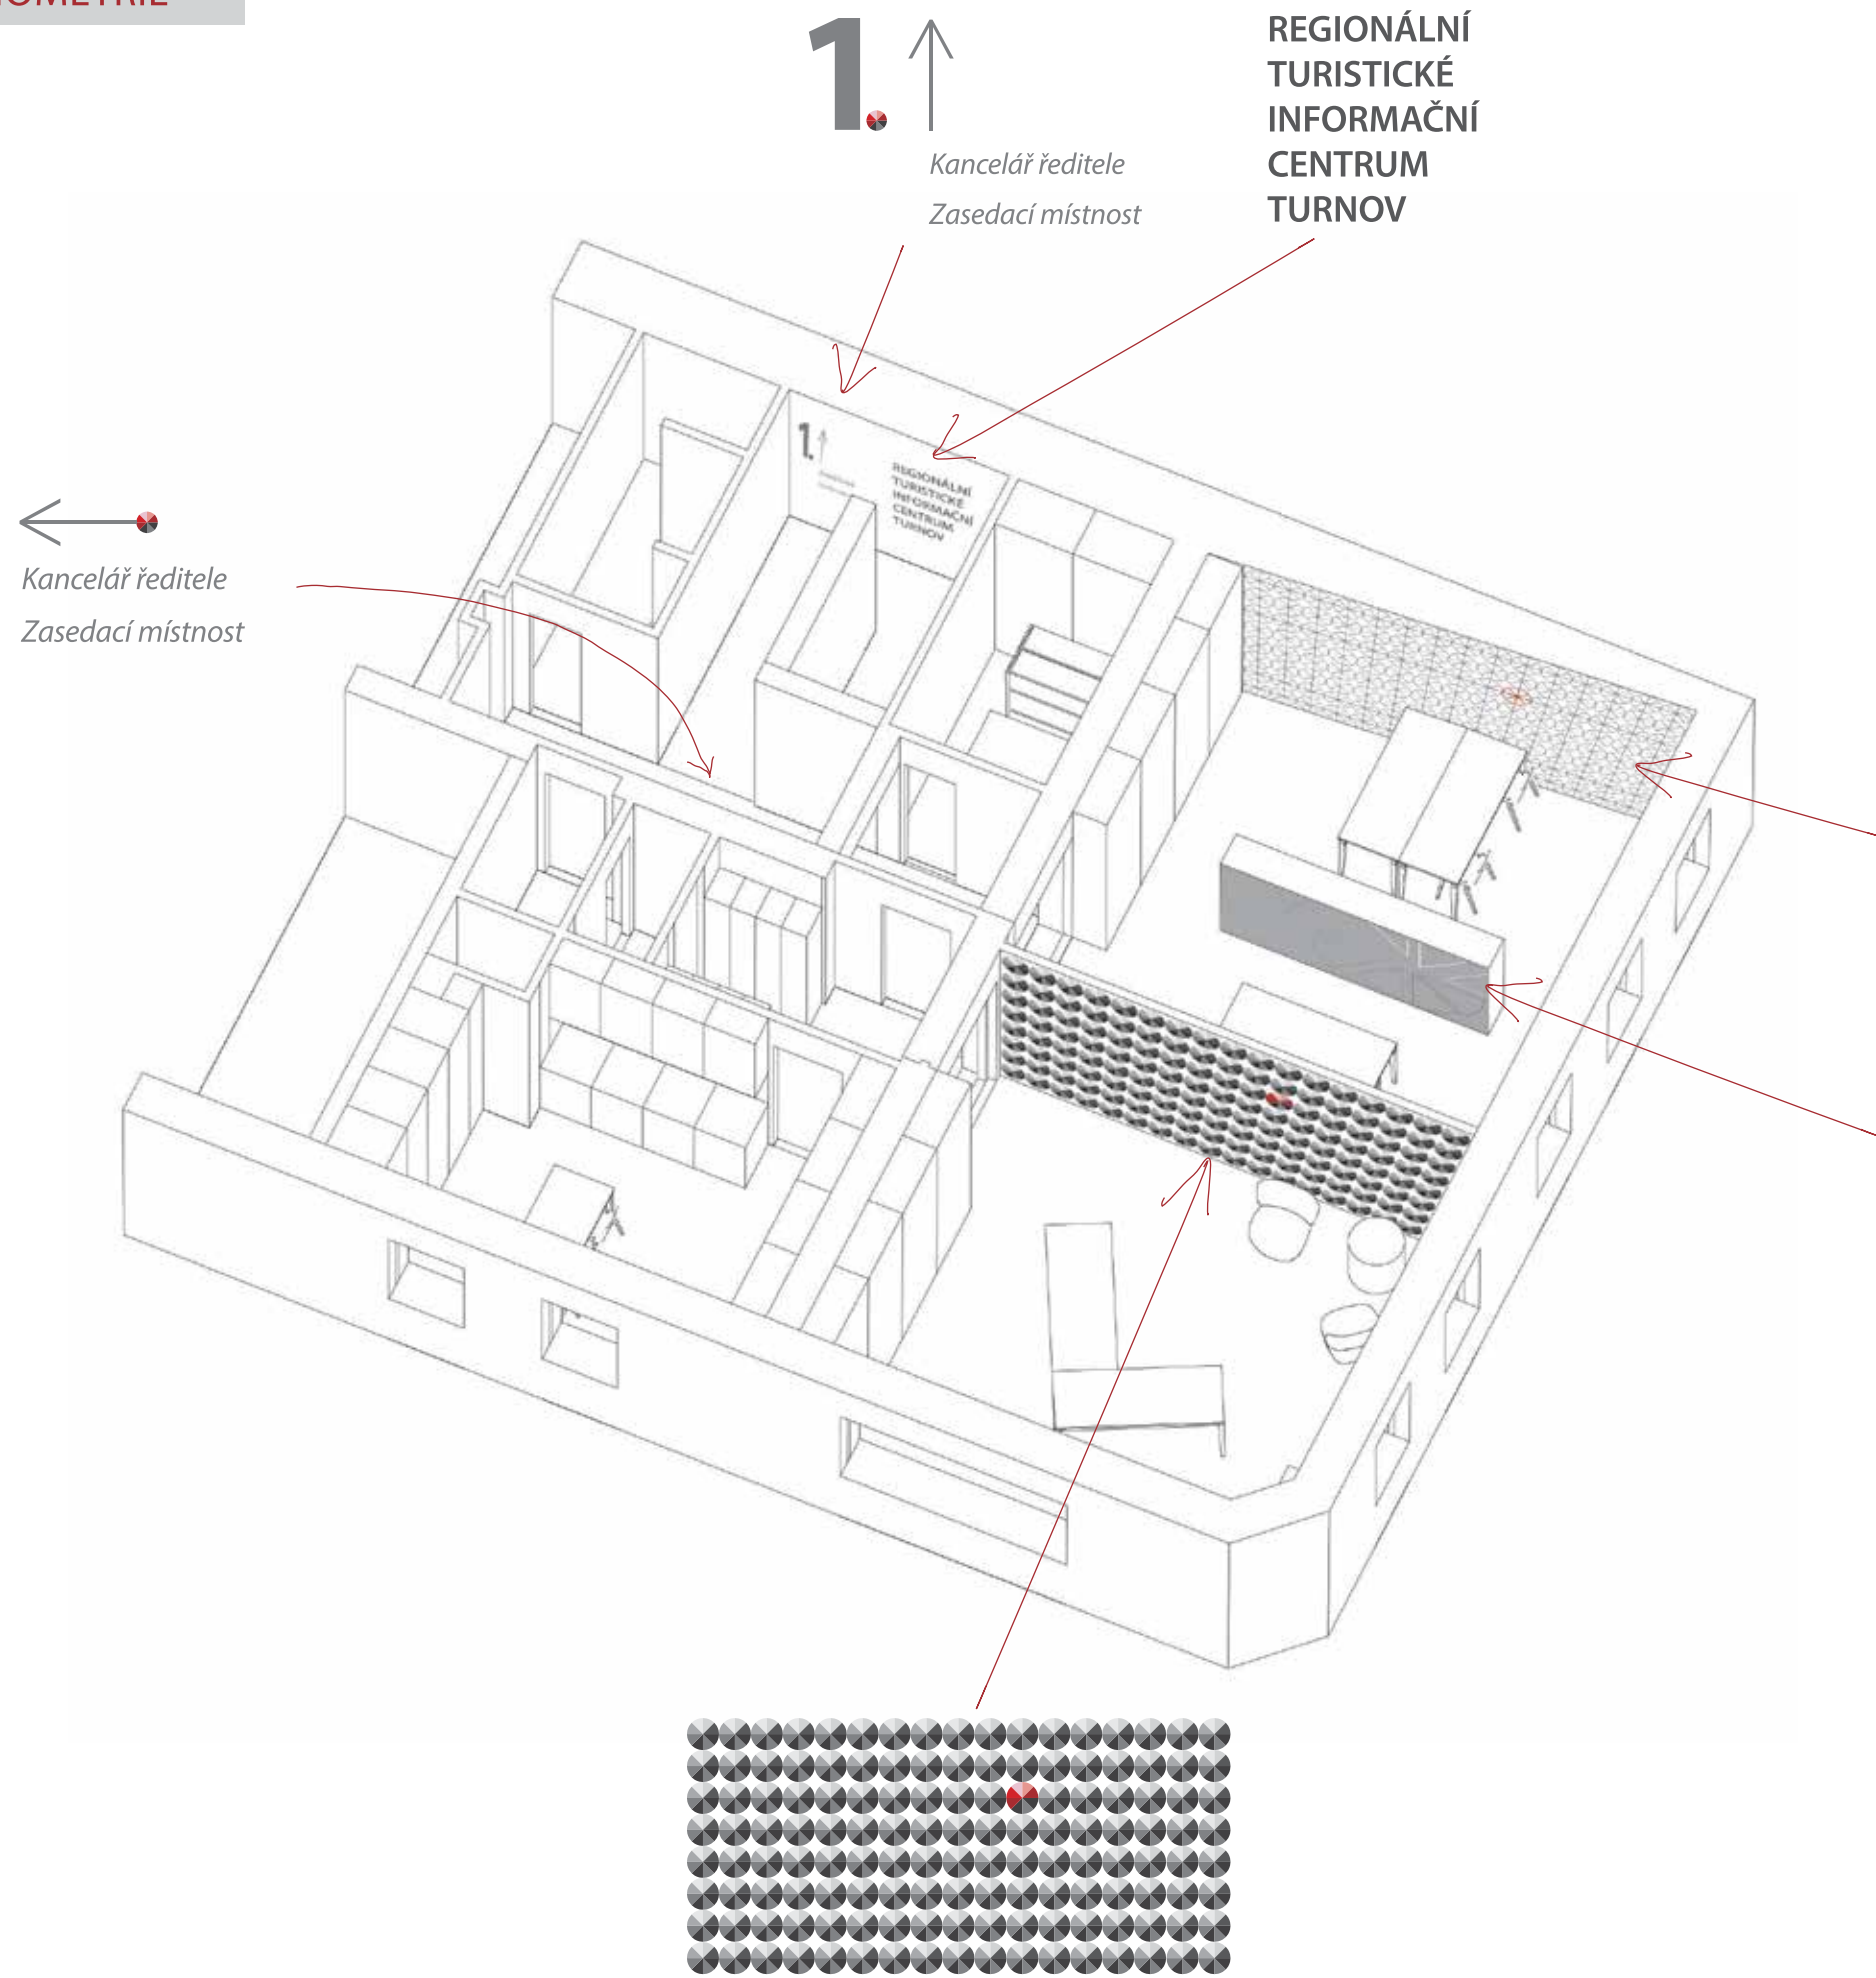 1.
Kancelář ředitele
Zasedací místnost
REGIONÁLNÍ
TURISTICKÉ
INFORMAČNÍ
CENTRUM
TURNOV
1.
REGIONÁLNÍ
TURISTICKÉ
INFORMAČNÍ
CENTRUM
TURNOV
Kancelář ředitele
Zasedací místnost